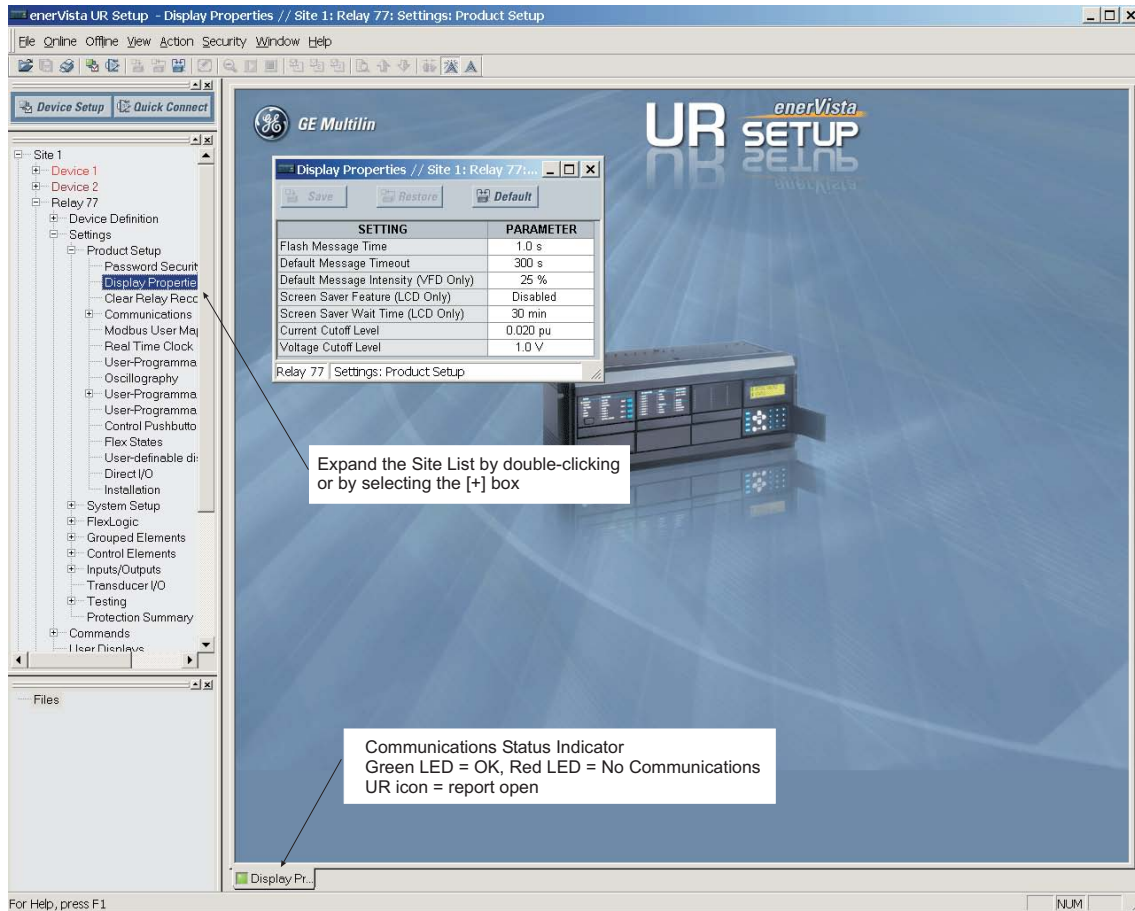 enerVista UR Setup - Display Properties // Site 1: Relay 77: Settings: Product Setup
File Online Offline View Action Security Window Help
Device Setup
Quick Connect
Site 1
Device 1
Device 2
Relay 77
Device Definition
Settings
Product Setup
Password Securit
Display Propertie
Clear Relay Reco
Communications
Modbus User Map
Real Time Clock
User-Programma
Oscillography
User-Programma
User-Programma
Control Pushbutto
Flex States
User-definable di
Direct I/O
Installation
System Setup
FlexLogic
Grouped Elements
Control Elements
Inputs/Outputs
Transducer I/O
Testing
Protection Summary
Commands
User Displays
Files
GE Multilin
enerVista
UR SETUP
Display Properties // Site 1: Relay 77:...
Save Restore Default
SETTING PARAMETER
Flash Message Time 1.0 s
Default Message Timeout 300 s
Default Message Intensity (VFD Only) 25 %
Screen Saver Feature (LCD Only) Disabled
Screen Saver Wait Time (LCD Only) 30 min
Current Cutoff Level 0.020 pu
Voltage Cutoff Level 1.0 V
Relay 77 Settings: Product Setup
Expand the Site List by double-clicking
or by selecting the [+] box
Communications Status Indicator
Green LED = OK, Red LED = No Communications
UR icon = report open
Display Pr...
For Help, press F1
NUM